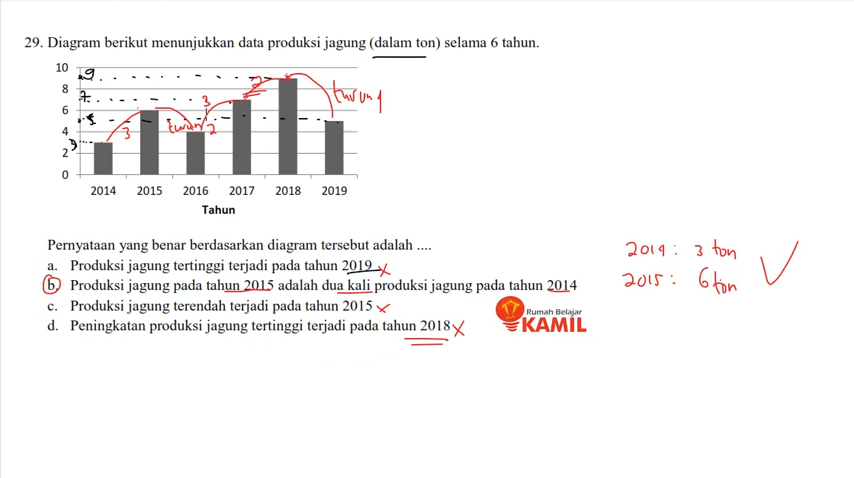 29. Diagram berikut menunjukkan data produksi jagung (dalam ton) selama 6 tahun.
10
9
8
7
6
5
4
3
2
0
3
turun 2
3
2
turun 4
2014 2015 2016 2017 2018 2019
Tahun
Pernyataan yang benar berdasarkan diagram tersebut adalah ....
a. Produksi jagung tertinggi terjadi pada tahun 2019
b. Produksi jagung pada tahun 2015 adalah dua kali produksi jagung pada tahun 2014
c. Produksi jagung terendah terjadi pada tahun 2015
d. Peningkatan produksi jagung tertinggi terjadi pada tahun 2018
2014 : 3 ton
2015 : 6 ton
Rumah Belajar
KAMIL